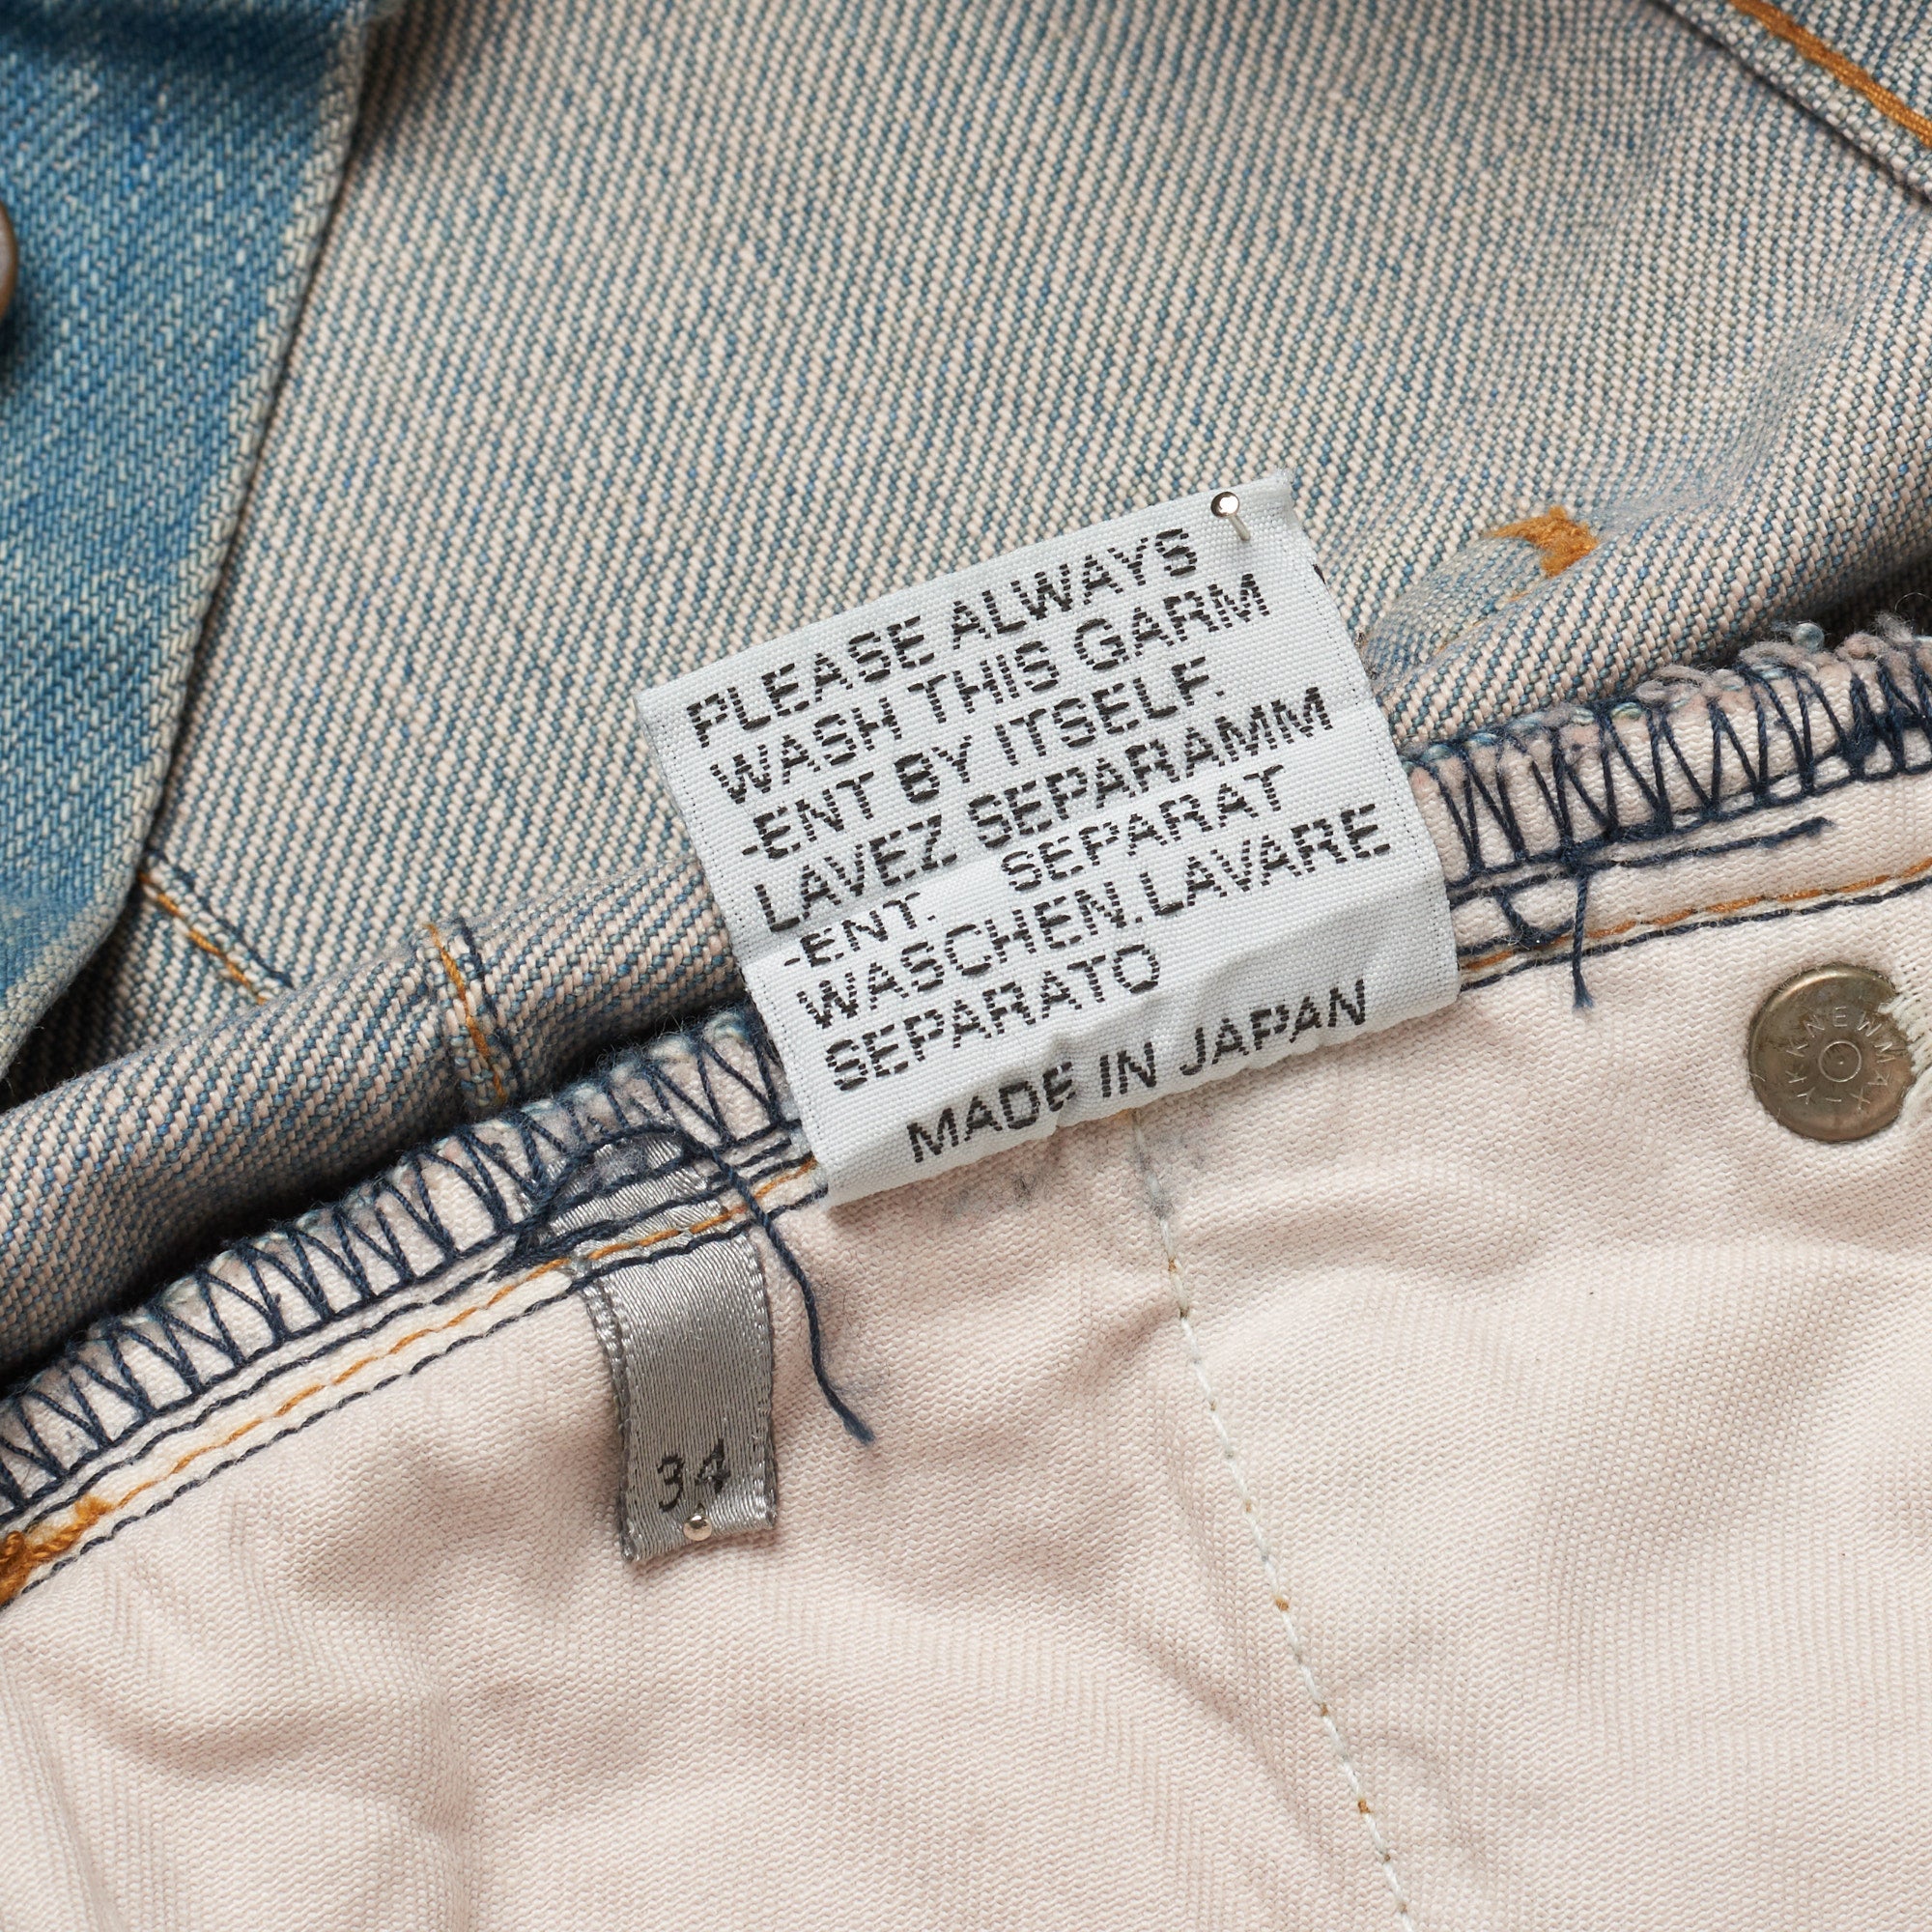 PLEASE ALWAYS
WASH THIS GARM
-ENT BY ITSELF.
LAVEZ SEPARAMM
-ENT. SEPARAT
WASCHEN.LAVARE
SEPARATO
MADE IN JAPAN
YKKNEWMAX-
34